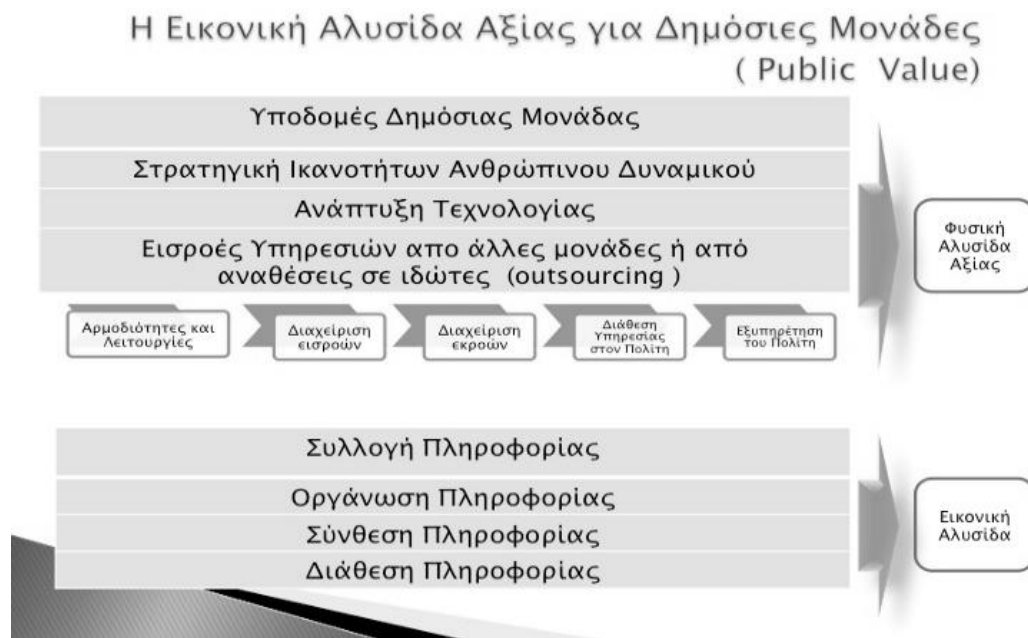 Η Εικονική Αλυσίδα Αξίας για Δημόσιες Μονάδες
( Public Value)
Υποδομές Δημόσιας Μονάδας
Στρατηγική Ικανοτήτων Ανθρώπινου Δυναμικού
Ανάπτυξη Τεχνολογίας
Εισροές Υπηρεσιών απο άλλες μονάδες ή από
αναθέσεις σε ιδώτες (outsourcing )
Φυσική
Αλυσίδα
Αξίας
Αρμοδιότητες και
Λειτουργίες
Διαχείριση
εισροών
Διαχείριση
εκροών
Διάθεση
Υπηρεσίας
στον Πολίτη
Εξυπηρέτηση
του Πολίτη
Συλλογή Πληροφορίας
Οργάνωση Πληροφορίας
Σύνθεση Πληροφορίας
Διάθεση Πληροφορίας
Εικονική
Αλυσίδα